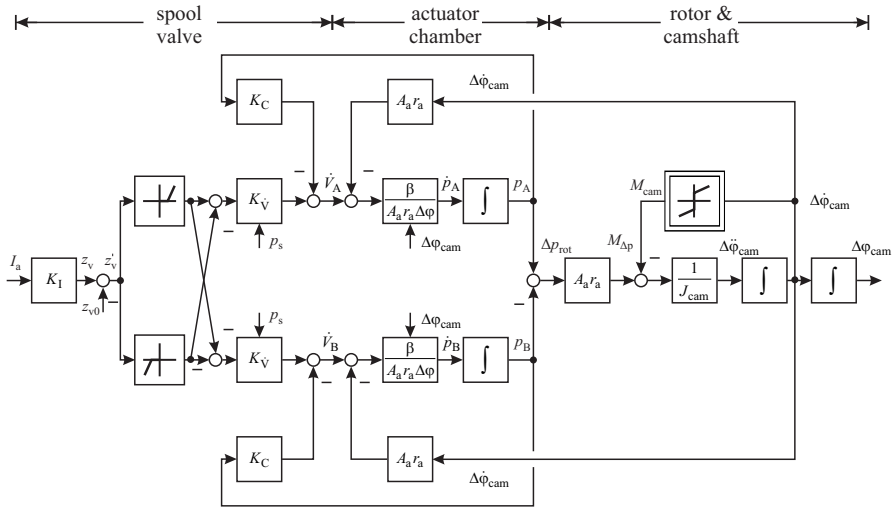 spool valve
actuator chamber
rotor & camshaft
K_C
A_a r_a
Δφ̇_cam
−
−
V̇_A
β / A_a r_a Δφ
ṗ_A
∫
p_A
K_V̇
−
p_s
Δφ_cam
M_cam
Δφ̇_cam
I_a
K_I
z_v
z'_v
z_v0
−
Δp_rot
−
A_a r_a
M_Δp
−
1 / J_cam
Δφ̈_cam
∫
∫
Δφ_cam
p_s
Δφ_cam
−
−
K_V̇
V̇_B
−
−
β / A_a r_a Δφ
ṗ_B
∫
p_B
K_C
A_a r_a
Δφ̇_cam